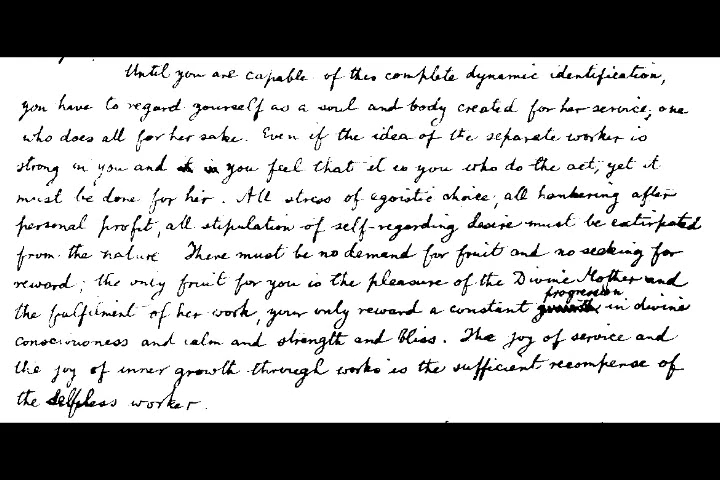 Until you are capable of this complete dynamic identification,
you have to regard yourself as a soul and body created for her service, one
who does all for her sake. Even if the idea of the separate worker is
strong in you and you feel that it is you who do the act, yet it
must be done for her. All stress of egoistic choice, all hankering after
personal profit, all stipulation of self-regarding desire must be extirpated
from the nature. There must be no demand for fruit and no seeking for
reward; the only fruit for you is the pleasure of the Divine Mother and
the fulfilment of her work, your only reward a constant progression in divine
consciousness and calm and strength and bliss. The joy of service and
the joy of inner growth through works is the sufficient recompense of
the selfless worker.